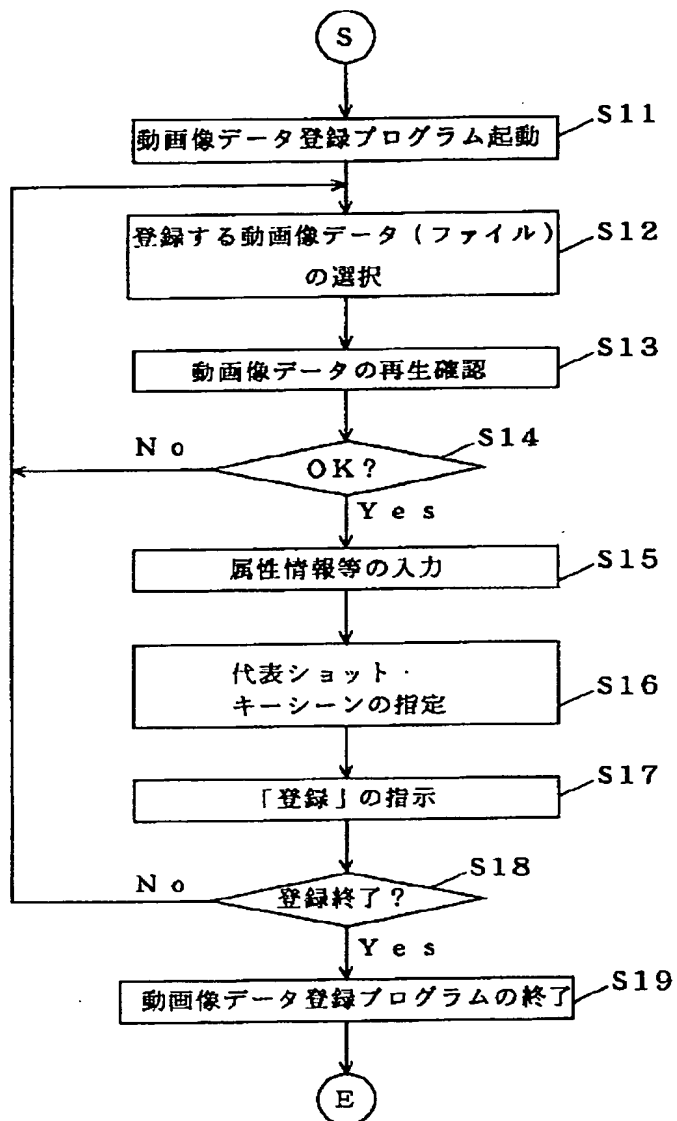 S
動画像データ登録プログラム起動
S11
登録する動画像データ(ファイル)
の選択
S12
動画像データの再生確認
S13
OK?
S14
No
Yes
属性情報等の入力
S15
代表ショット・
キーシーンの指定
S16
「登録」の指示
S17
登録終了?
S18
No
Yes
動画像データ登録プログラムの終了
S19
E